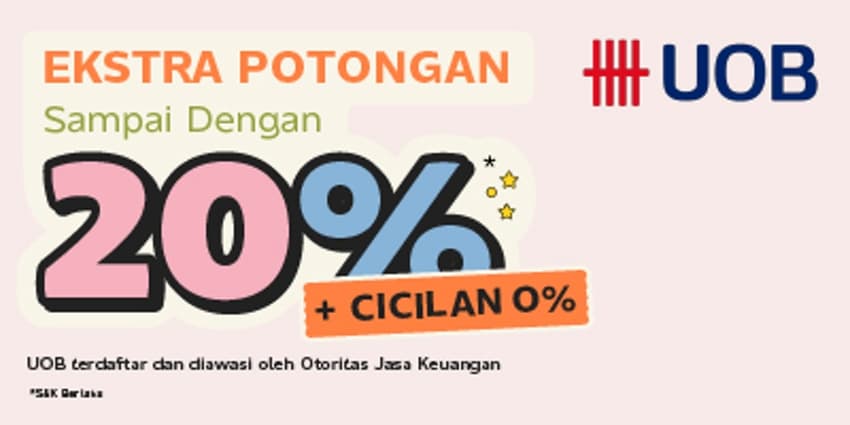 EKSTRA POTONGAN
UOB
Sampai Dengan
20%*
+ CICILAN 0%
UOB terdaftar dan diawasi oleh Otoritas Jasa Keuangan
*S&K Berlaku